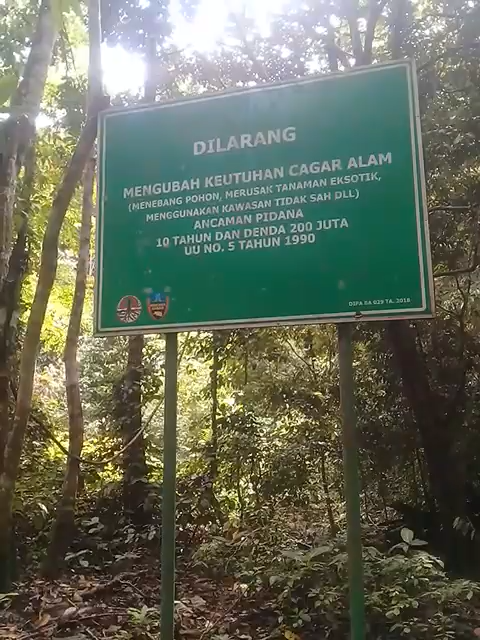 DILARANG
MENGUBAH KEUTUHAN CAGAR ALAM
(MENEBANG POHON, MERUSAK TANAMAN EKSOTIK,
MENGGUNAKAN KAWASAN TIDAK SAH DLL)
ANCAMAN PIDANA
10 TAHUN DAN DENDA 200 JUTA
UU NO. 5 TAHUN 1990
DIPA BA 029 TA. 2018